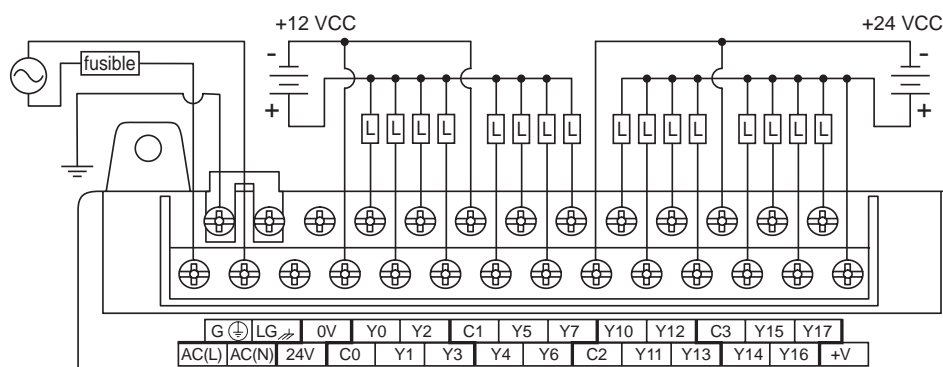 +12 VCC
+24 VCC
fusible
- -
+ +
L L L L L L L L L L L L L L L L
G LG 0V Y0 Y2 C1 Y5 Y7 Y10 Y12 C3 Y15 Y17
AC(L) AC(N) 24V C0 Y1 Y3 Y4 Y6 C2 Y11 Y13 Y14 Y16 +V